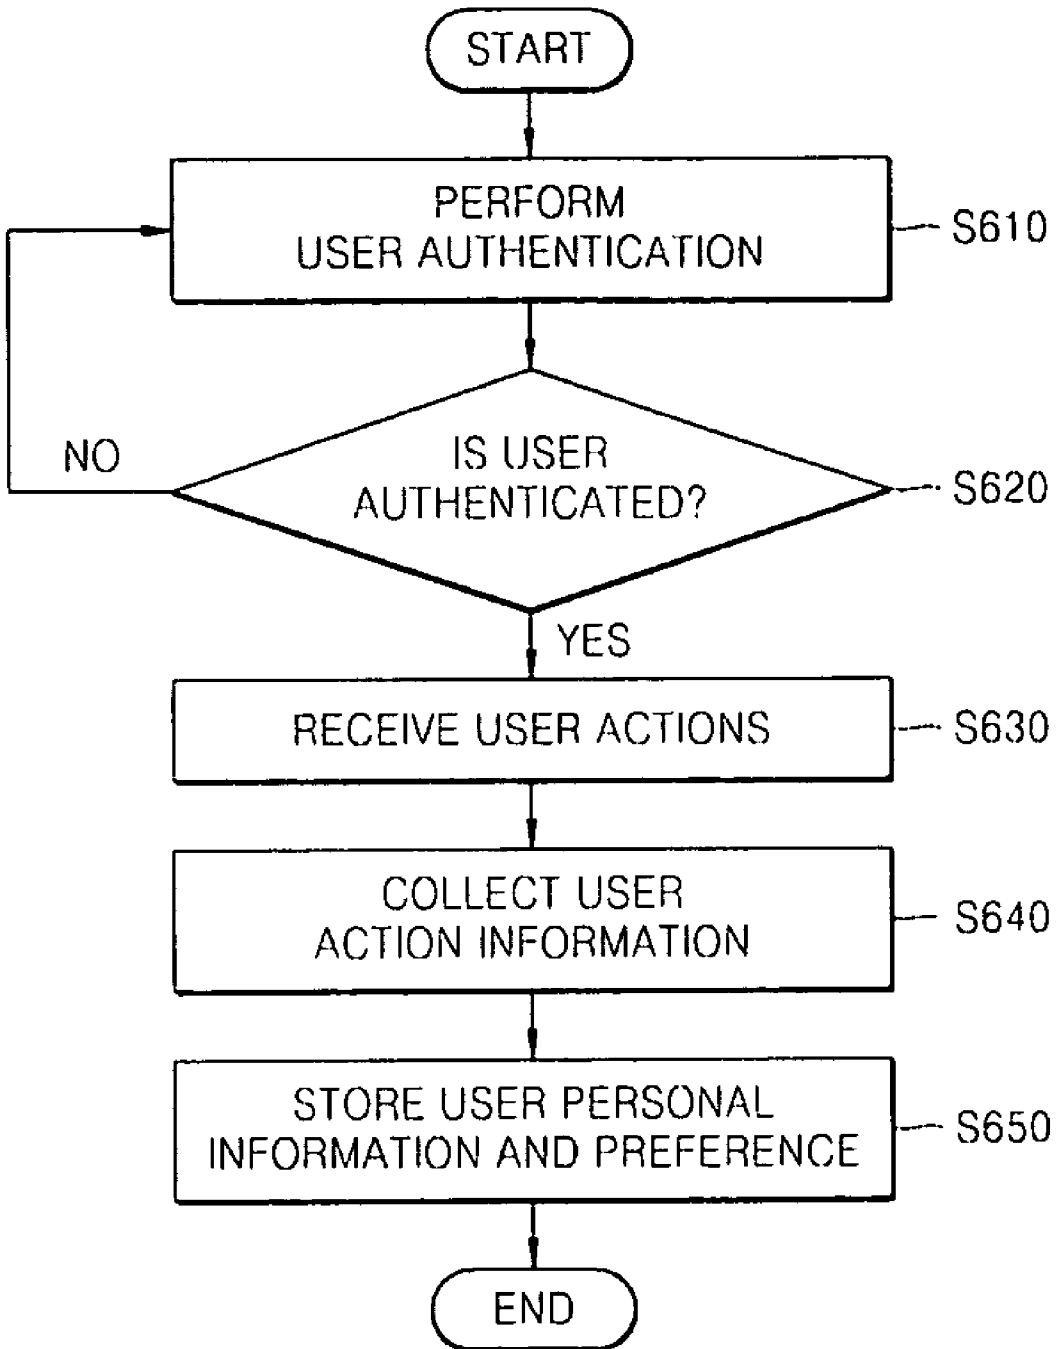 START
PERFORM
USER AUTHENTICATION
S610
IS USER
AUTHENTICATED?
S620
NO
YES
RECEIVE USER ACTIONS
S630
COLLECT USER
ACTION INFORMATION
S640
STORE USER PERSONAL
INFORMATION AND PREFERENCE
S650
END